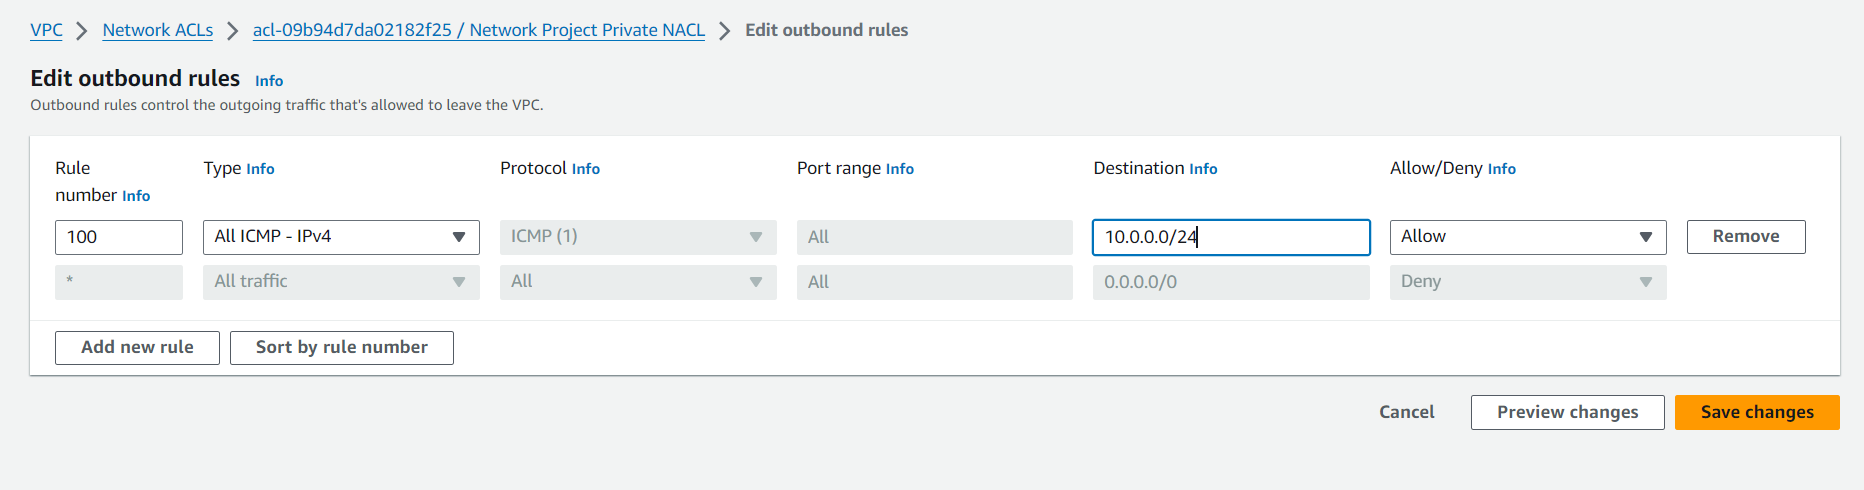 VPC > Network ACLs > acl-09b94d7da02182f25 / Network Project Private NACL > Edit outbound rules
Edit outbound rules Info
Outbound rules control the outgoing traffic that's allowed to leave the VPC.
Rule number Info Type Info Protocol Info Port range Info Destination Info Allow/Deny Info
100 All ICMP - IPv4 ICMP (1) All 10.0.0.0/24 Allow Remove
* All traffic All All 0.0.0.0/0 Deny
Add new rule Sort by rule number
Cancel Preview changes Save changes